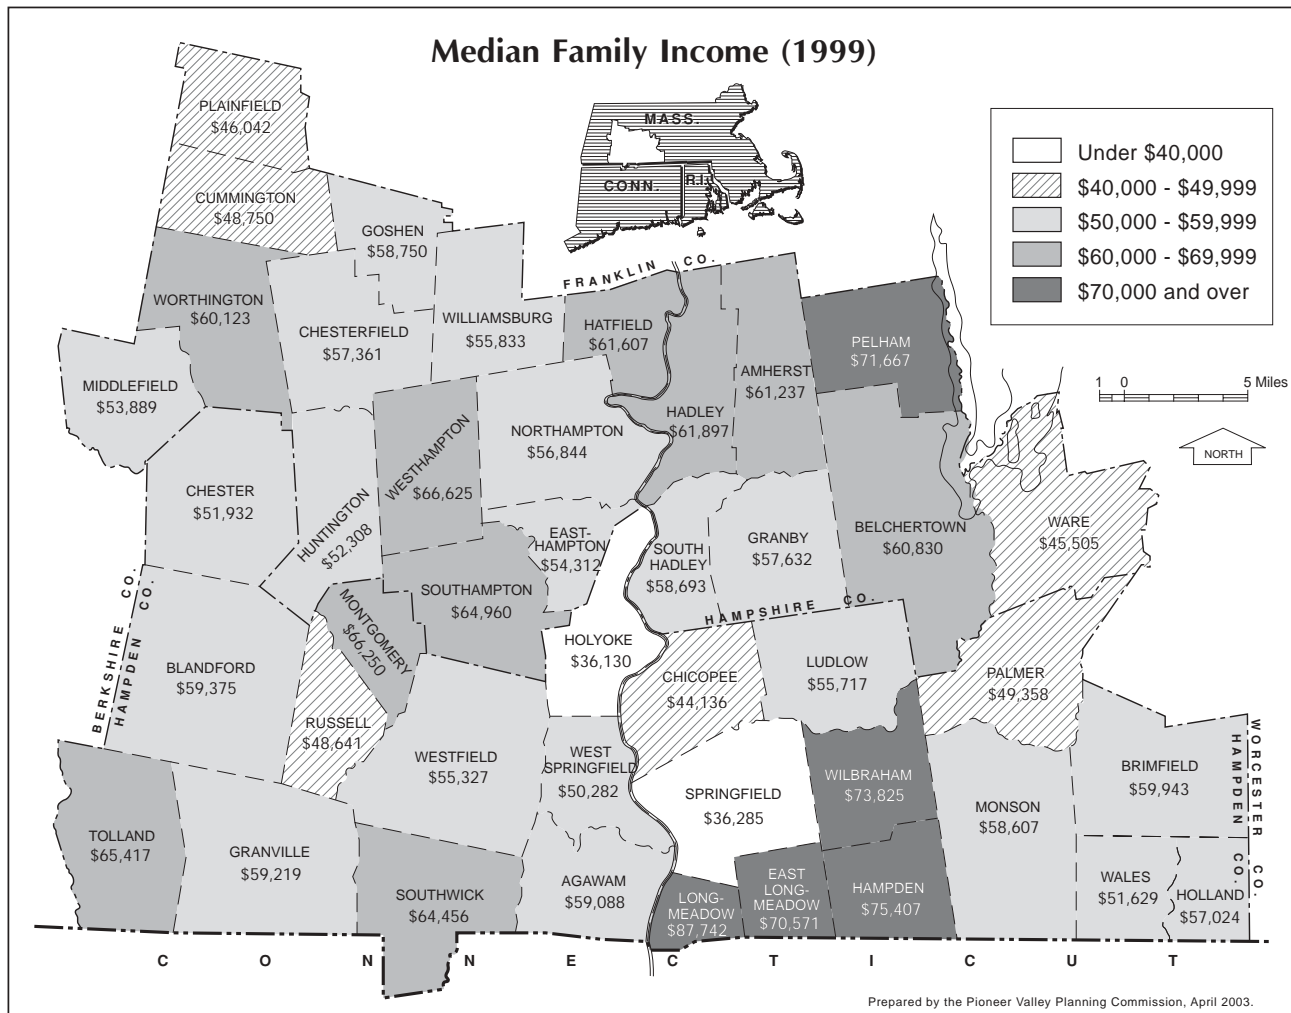 Median Family Income (1999)
MASS.
CONN.
R.I.
Under $40,000
$40,000 - $49,999
$50,000 - $59,999
$60,000 - $69,999
$70,000 and over
1 0 5 Miles
NORTH
PLAINFIELD
$46,042
CUMMINGTON
$48,750
GOSHEN
$58,750
FRANKLIN CO.
WORTHINGTON
$60,123
CHESTERFIELD
$57,361
WILLIAMSBURG
$55,833
HATFIELD
$61,607
PELHAM
$71,667
AMHERST
$61,237
MIDDLEFIELD
$53,889
HADLEY
$61,897
NORTHAMPTON
$56,844
WESTHAMPTON
$66,625
CHESTER
$51,932
HUNTINGTON
$52,308
EAST-
HAMPTON
$54,312
SOUTH
HADLEY
$58,693
GRANBY
$57,632
BELCHERTOWN
$60,830
WARE
$45,505
SOUTHAMPTON
$64,960
MONTGOMERY
$66,250
HAMPSHIRE CO.
BERKSHIRE CO.
HAMPDEN CO.
HOLYOKE
$36,130
BLANDFORD
$59,375
CHICOPEE
$44,136
LUDLOW
$55,717
PALMER
$49,358
RUSSELL
$48,641
WESTFIELD
$55,327
WEST
SPRINGFIELD
$50,282
SPRINGFIELD
$36,285
WILBRAHAM
$73,825
MONSON
$58,607
BRIMFIELD
$59,943
HAMPDEN CO.
WORCESTER CO.
TOLLAND
$65,417
GRANVILLE
$59,219
SOUTHWICK
$64,456
AGAWAM
$59,088
LONG-
MEADOW
$87,742
EAST
LONG-
MEADOW
$70,571
HAMPDEN
$75,407
WALES
$51,629
HOLLAND
$57,024
CONNECTICUT
Prepared by the Pioneer Valley Planning Commission, April 2003.